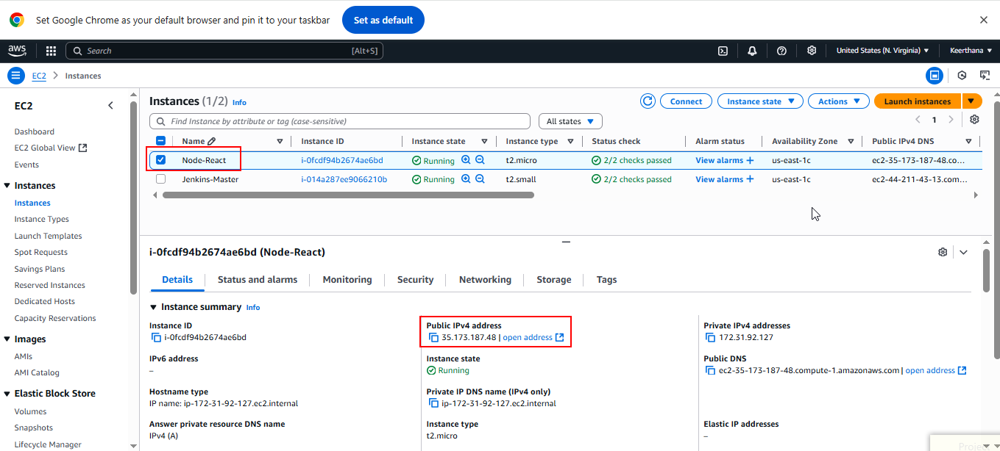 Set Google Chrome as your default browser and pin it to your taskbar Set as default
aws Search [Alt+S] United States (N. Virginia) Keerthana
EC2 Instances
EC2
Dashboard
EC2 Global View
Events
Instances
Instances
Instance Types
Launch Templates
Spot Requests
Savings Plans
Reserved Instances
Dedicated Hosts
Capacity Reservations
Images
AMIs
AMI Catalog
Elastic Block Store
Volumes
Snapshots
Lifecycle Manager
Instances (1/2) Info Connect Instance state Actions Launch instances
Find Instance by attribute or tag (case-sensitive) All states 1
Name Instance ID Instance state Instance type Status check Alarm status Availability Zone Public IPv4 DNS
Node-React i-0fcdf94b2674ae6bd Running t2.micro 2/2 checks passed View alarms + us-east-1c ec2-35-173-187-48.co...
Jenkins-Master i-014a287ee9066210b Running t2.small 2/2 checks passed View alarms + us-east-1c ec2-44-211-43-13.com...
i-0fcdf94b2674ae6bd (Node-React)
Details Status and alarms Monitoring Security Networking Storage Tags
Instance summary Info
Instance ID
i-0fcdf94b2674ae6bd
IPv6 address
–
Hostname type
IP name: ip-172-31-92-127.ec2.internal
Answer private resource DNS name
IPv4 (A)
Public IPv4 address
35.173.187.48 | open address
Instance state
Running
Private IP DNS name (IPv4 only)
ip-172-31-92-127.ec2.internal
Instance type
t2.micro
Private IPv4 addresses
172.31.92.127
Public DNS
ec2-35-173-187-48.compute-1.amazonaws.com | open address
Elastic IP addresses
–